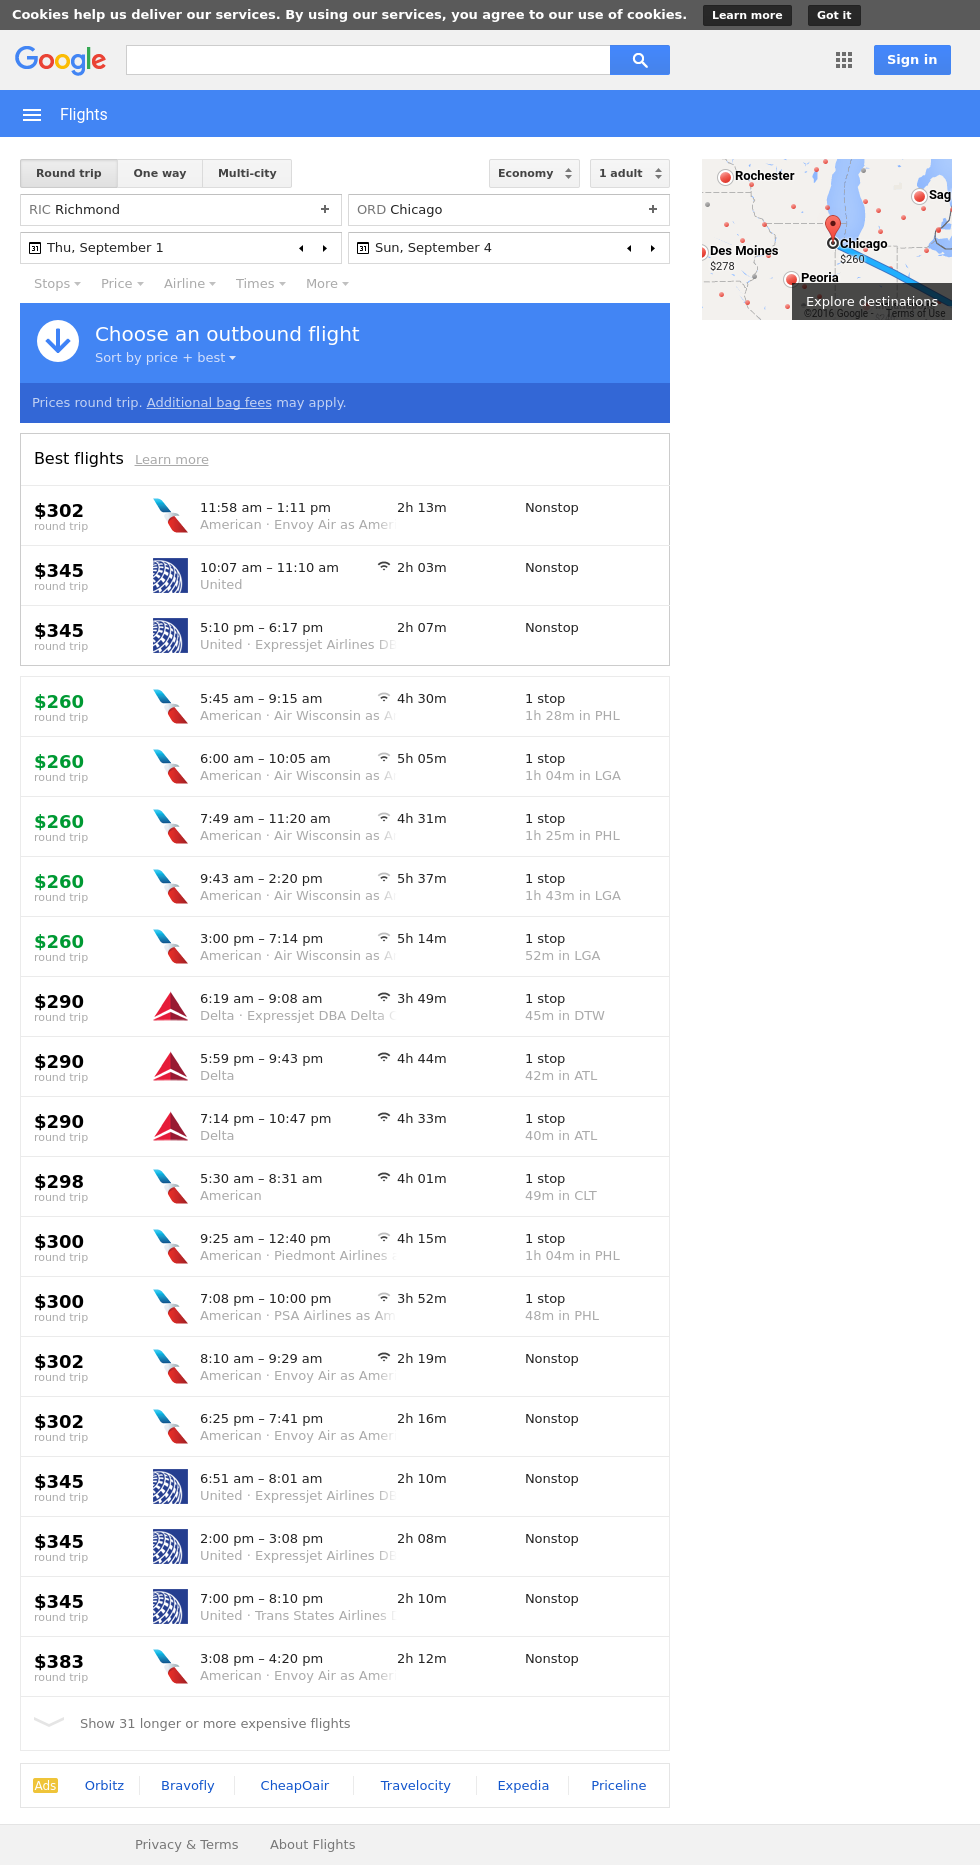 Cookies help us deliver our services. By using our services, you agree to our use of cookies. Learn more Got it
Google Sign in
Flights
Round trip One way Multi-city Economy 1 adult
RIC Richmond + ORD Chicago +
31 Thu, September 1 31 Sun, September 4
Stops Price Airline Times More
Choose an outbound flight
Sort by price + best
Prices round trip. Additional bag fees may apply.
Rochester
Sag
Chicago
$260
Des Moines
$278
Peoria
Explore destinations
©2016 Google - Terms of Use
Best flights Learn more
$302 11:58 am – 1:11 pm 2h 13m Nonstop
round trip American · Envoy Air as Amer
$345 10:07 am – 11:10 am 2h 03m Nonstop
round trip United
$345 5:10 pm – 6:17 pm 2h 07m Nonstop
round trip United · Expressjet Airlines DB
$260 5:45 am – 9:15 am 4h 30m 1 stop
round trip American · Air Wisconsin as A 1h 28m in PHL
$260 6:00 am – 10:05 am 5h 05m 1 stop
round trip American · Air Wisconsin as A 1h 04m in LGA
$260 7:49 am – 11:20 am 4h 31m 1 stop
round trip American · Air Wisconsin as A 1h 25m in PHL
$260 9:43 am – 2:20 pm 5h 37m 1 stop
round trip American · Air Wisconsin as A 1h 43m in LGA
$260 3:00 pm – 7:14 pm 5h 14m 1 stop
round trip American · Air Wisconsin as A 52m in LGA
$290 6:19 am – 9:08 am 3h 49m 1 stop
round trip Delta · Expressjet DBA Delta C 45m in DTW
$290 5:59 pm – 9:43 pm 4h 44m 1 stop
round trip Delta 42m in ATL
$290 7:14 pm – 10:47 pm 4h 33m 1 stop
round trip Delta 40m in ATL
$298 5:30 am – 8:31 am 4h 01m 1 stop
round trip American 49m in CLT
$300 9:25 am – 12:40 pm 4h 15m 1 stop
round trip American · Piedmont Airlines 1h 04m in PHL
$300 7:08 pm – 10:00 pm 3h 52m 1 stop
round trip American · PSA Airlines as Am 48m in PHL
$302 8:10 am – 9:29 am 2h 19m Nonstop
round trip American · Envoy Air as Amer
$302 6:25 pm – 7:41 pm 2h 16m Nonstop
round trip American · Envoy Air as Amer
$345 6:51 am – 8:01 am 2h 10m Nonstop
round trip United · Expressjet Airlines DB
$345 2:00 pm – 3:08 pm 2h 08m Nonstop
round trip United · Expressjet Airlines DB
$345 7:00 pm – 8:10 pm 2h 10m Nonstop
round trip United · Trans States Airlines D
$383 3:08 pm – 4:20 pm 2h 12m Nonstop
round trip American · Envoy Air as Amer
Show 31 longer or more expensive flights
Ads Orbitz Bravofly CheapOair Travelocity Expedia Priceline
Privacy & Terms About Flights